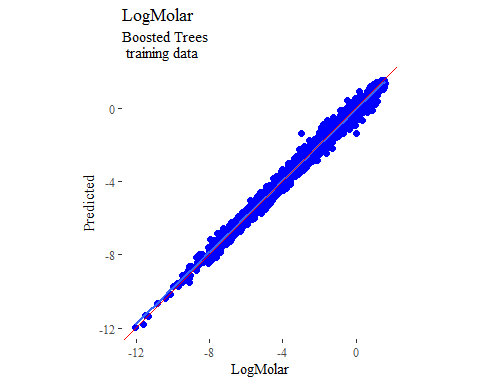 LogMolar
Boosted Trees
training data
0
-4
-8
-12
Predicted
-12 -8 -4 0
LogMolar